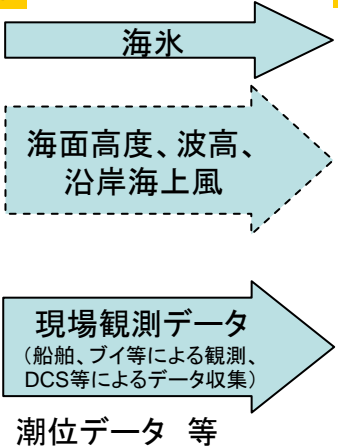 海氷
海面高度、波高、
沿岸海上風
現場観測データ
（船舶、ブイ等による観測、
DCS等によるデータ収集）
潮位データ 等